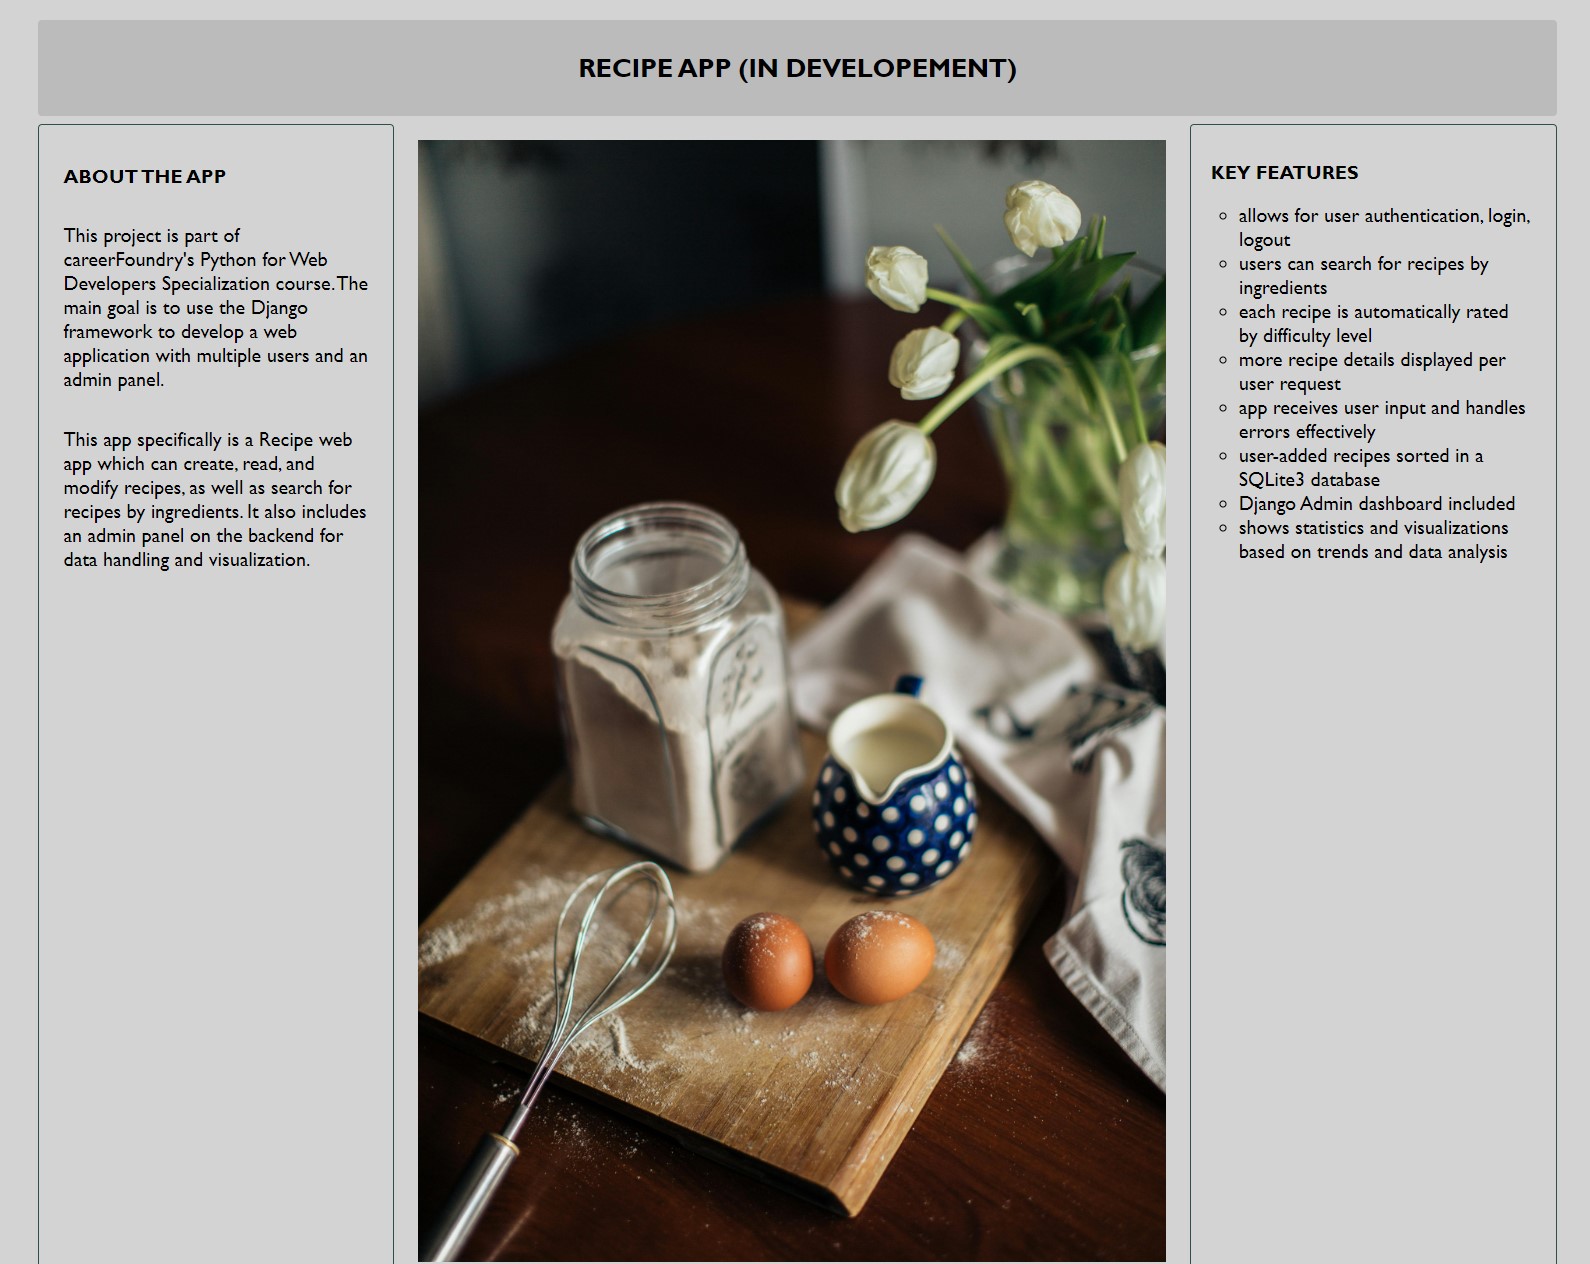 RECIPE APP (IN DEVELOPEMENT)
ABOUT THE APP
This project is part of
careerFoundry's Python for Web
Developers Specialization course. The
main goal is to use the Django
framework to develop a web
application with multiple users and an
admin panel.
This app specifically is a Recipe web
app which can create, read, and
modify recipes, as well as search for
recipes by ingredients. It also includes
an admin panel on the backend for
data handling and visualization.
KEY FEATURES
allows for user authentication, login,
logout
users can search for recipes by
ingredients
each recipe is automatically rated
by difficulty level
more recipe details displayed per
user request
app receives user input and handles
errors effectively
user-added recipes sorted in a
SQLite3 database
Django Admin dashboard included
shows statistics and visualizations
based on trends and data analysis